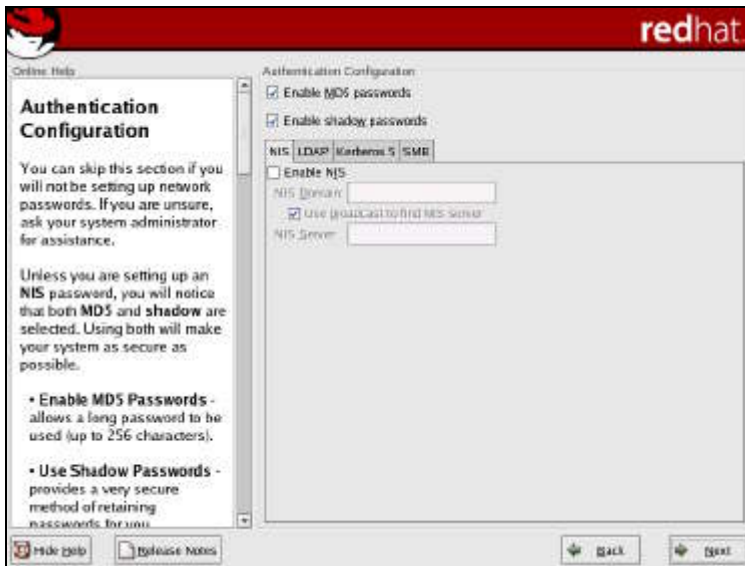 redhat.
Online Help
Authentication
Configuration
You can skip this section if you
will not be setting up network
passwords. If you are unsure,
ask your system administrator
for assistance.
Unless you are setting up an
NIS password, you will notice
that both MD5 and shadow are
selected. Using both will make
your system as secure as
possible.
• Enable MD5 Passwords -
allows a long password to be
used (up to 256 characters).
• Use Shadow Passwords -
provides a very secure
method of retaining
passwords for you
Authentication Configuration
Enable MD5 passwords
Enable shadow passwords
NIS LDAP Kerberos 5 SMB
Enable NIS
NIS Domain:
Use broadcast to find NIS server
NIS Server:
Hide Help
Release Notes
Back
Next